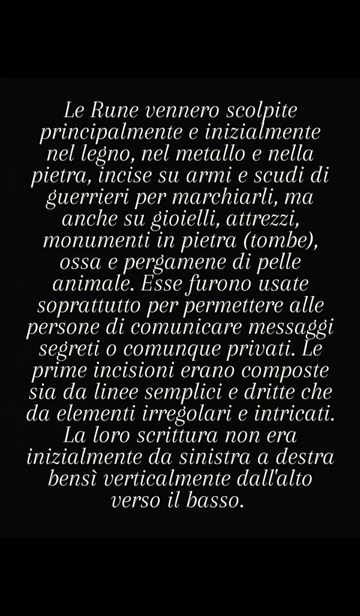 Le Rune vennero scolpite
principalmente e inizialmente
nel legno, nel metallo e nella
pietra, incise su armi e scudi di
guerrieri per marchiarli, ma
anche su gioielli, attrezzi,
monumenti in pietra (tombe),
ossa e pergamene di pelle
animale. Esse furono usate
soprattutto per permettere alle
persone di comunicare messaggi
segreti o comunque privati. Le
prime incisioni erano composte
sia da linee semplici e dritte che
da elementi irregolari e intricati.
La loro scrittura non era
inizialmente da sinistra a destra
bensì verticalmente dall'alto
verso il basso.